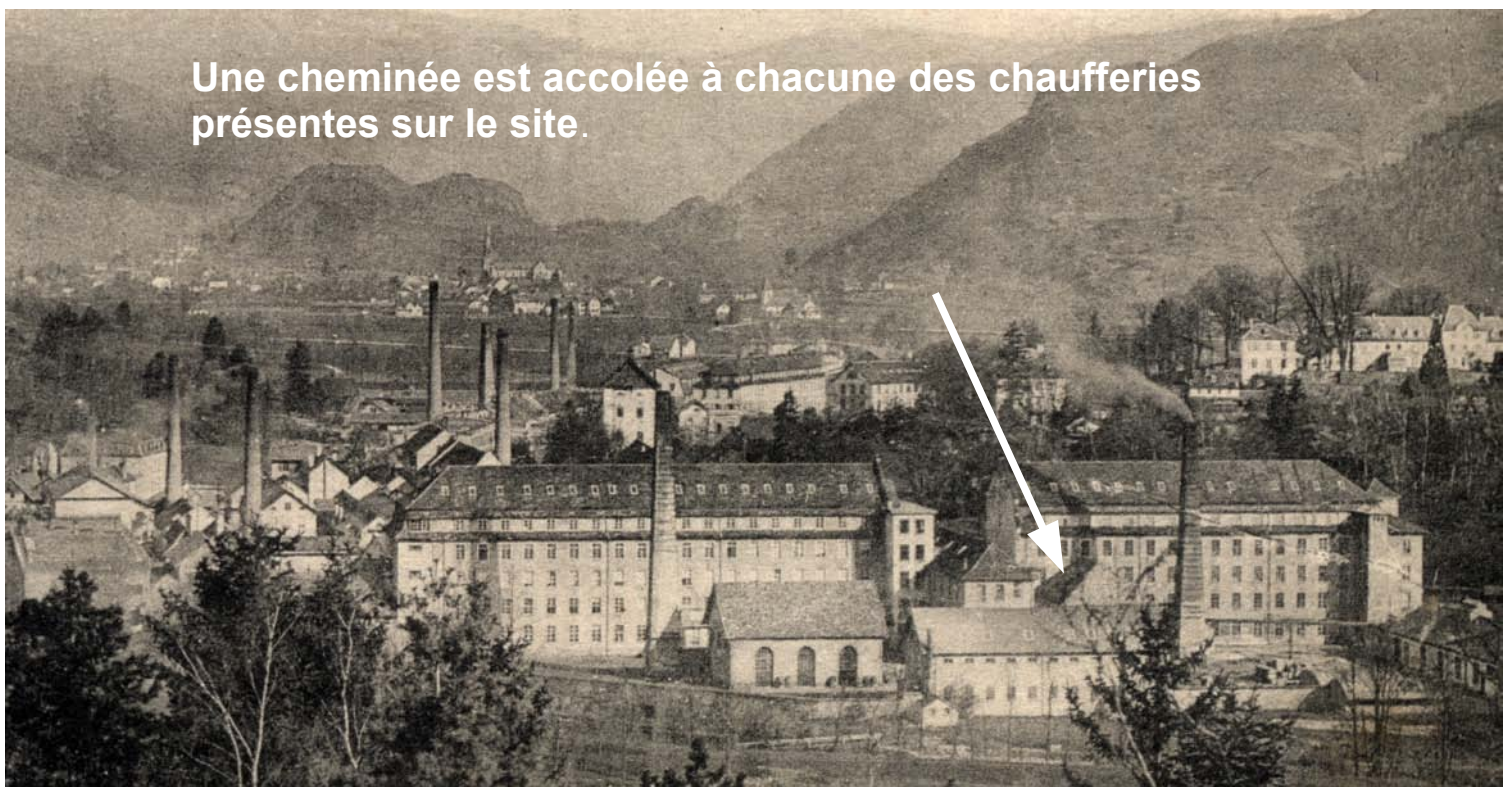 Une cheminée est accolée à chacune des chaufferies
présentes sur le site.